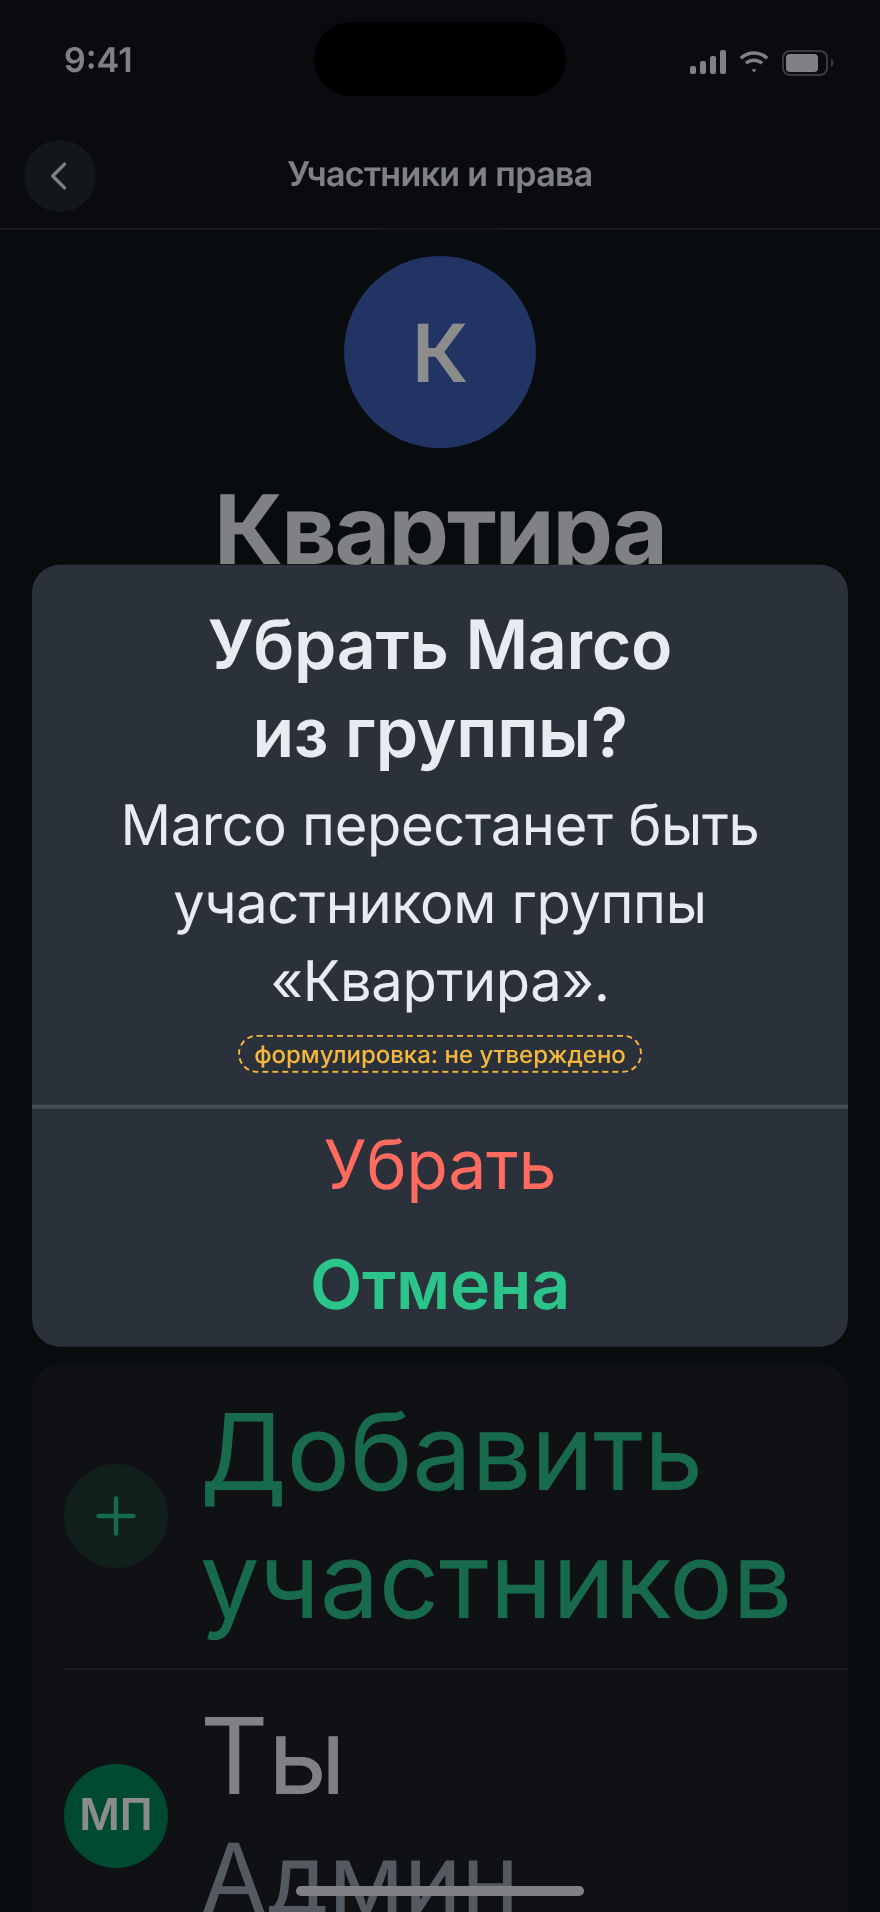 9:41
Участники и права
К
Квартира
Убрать Marco
из группы?
Marco перестанет быть
участником группы
«Квартира».
формулировка: не утверждено
Убрать
Отмена
Добавить
участников
Ты
МП
Админ